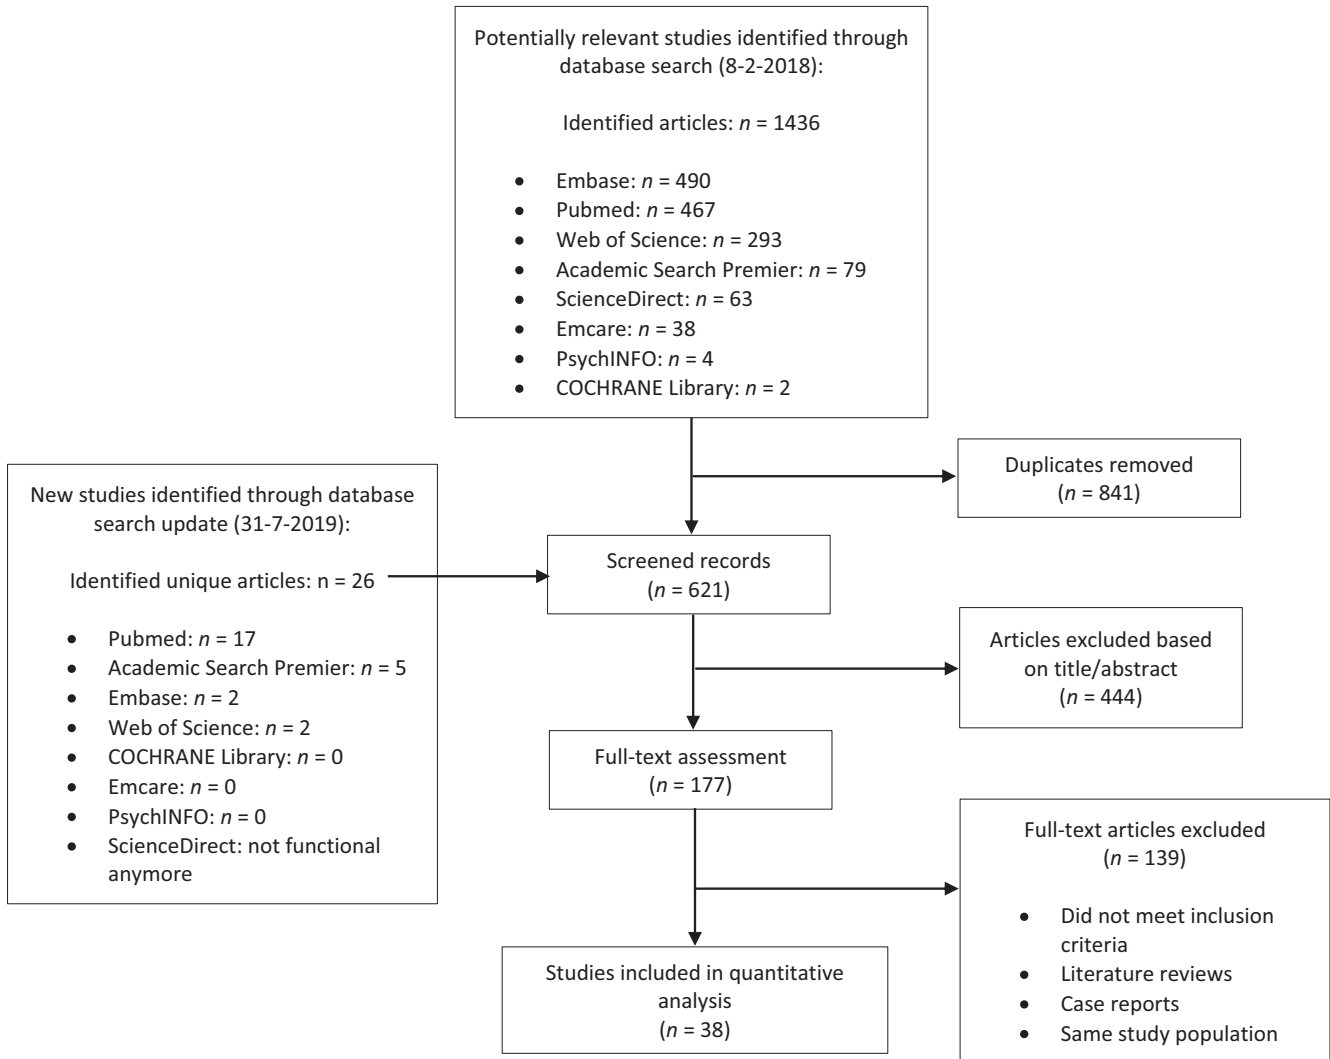 Potentially relevant studies identified through
database search (8-2-2018):
Identified articles: n = 1436
• Embase: n = 490
• Pubmed: n = 467
• Web of Science: n = 293
• Academic Search Premier: n = 79
• ScienceDirect: n = 63
• Emcare: n = 38
• PsychINFO: n = 4
• COCHRANE Library: n = 2
Duplicates removed
(n = 841)
New studies identified through database
search update (31-7-2019):
Identified unique articles: n = 26
• Pubmed: n = 17
• Academic Search Premier: n = 5
• Embase: n = 2
• Web of Science: n = 2
• COCHRANE Library: n = 0
• Emcare: n = 0
• PsychINFO: n = 0
• ScienceDirect: not functional
anymore
Screened records
(n = 621)
Articles excluded based
on title/abstract
(n = 444)
Full-text assessment
(n = 177)
Full-text articles excluded
(n = 139)
• Did not meet inclusion
criteria
• Literature reviews
• Case reports
• Same study population
Studies included in quantitative
analysis
(n = 38)